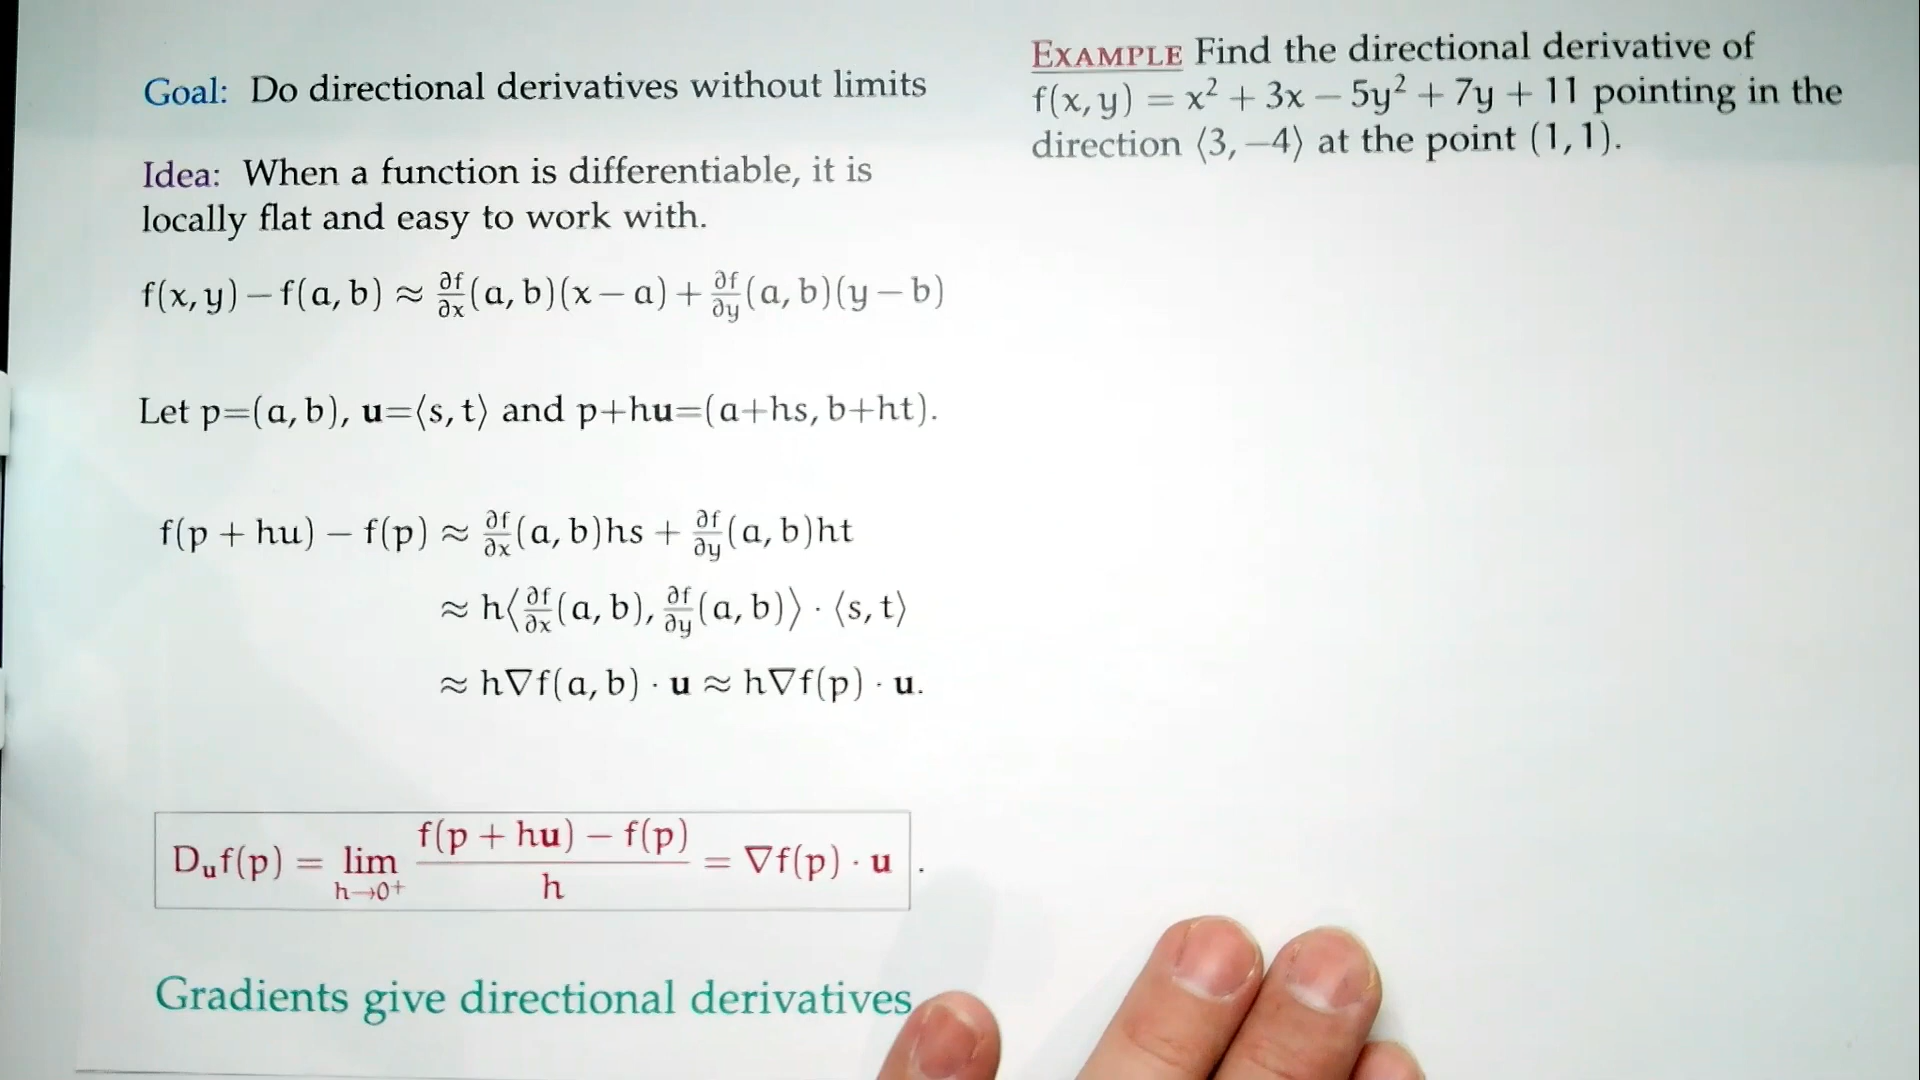 Goal: Do directional derivatives without limits
Idea: When a function is differentiable, it is
locally flat and easy to work with.
f(x, y) − f(a, b) ≈ ∂f/∂x (a, b)(x − a) + ∂f/∂y (a, b)(y − b)
Let p=(a, b), u=⟨s, t⟩ and p+hu=(a+hs, b+ht).
f(p + hu) − f(p) ≈ ∂f/∂x (a, b)hs + ∂f/∂y (a, b)ht
≈ h⟨∂f/∂x (a, b), ∂f/∂y (a, b)⟩ · ⟨s, t⟩
≈ h∇f(a, b) · u ≈ h∇f(p) · u.
D_u f(p) = lim_{h→0⁺} (f(p + hu) − f(p))/h = ∇f(p) · u .
Gradients give directional derivatives
EXAMPLE Find the directional derivative of
f(x, y) = x² + 3x − 5y² + 7y + 11 pointing in the
direction ⟨3, −4⟩ at the point (1, 1).